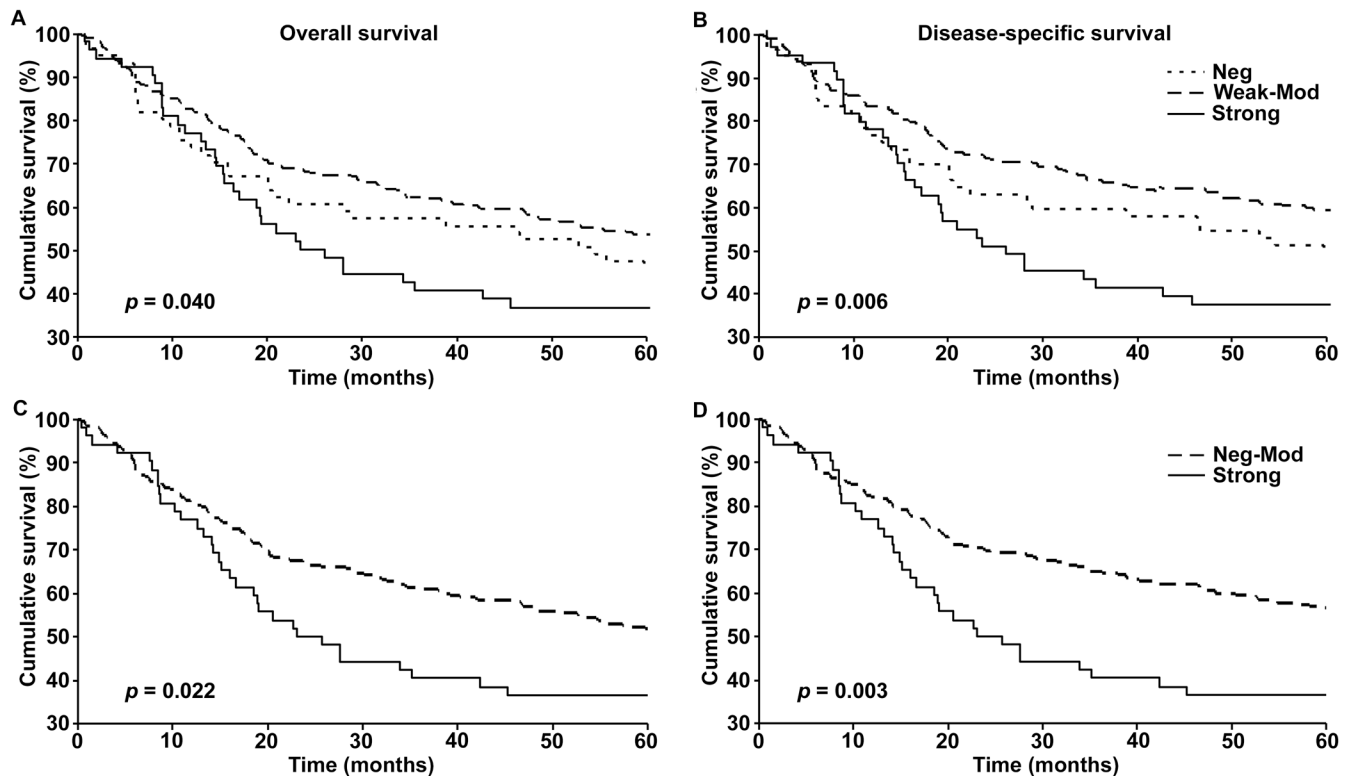 A
Overall survival
100
90
80
70
60
50
40
30
Cumulative survival (%)
p = 0.040
0 10 20 30 40 50 60
Time (months)
B
Disease-specific survival
100
90
80
70
60
50
40
30
Cumulative survival (%)
Neg
Weak-Mod
Strong
p = 0.006
0 10 20 30 40 50 60
Time (months)
C
100
90
80
70
60
50
40
30
Cumulative survival (%)
p = 0.022
0 10 20 30 40 50 60
Time (months)
D
100
90
80
70
60
50
40
30
Cumulative survival (%)
Neg-Mod
Strong
p = 0.003
0 10 20 30 40 50 60
Time (months)